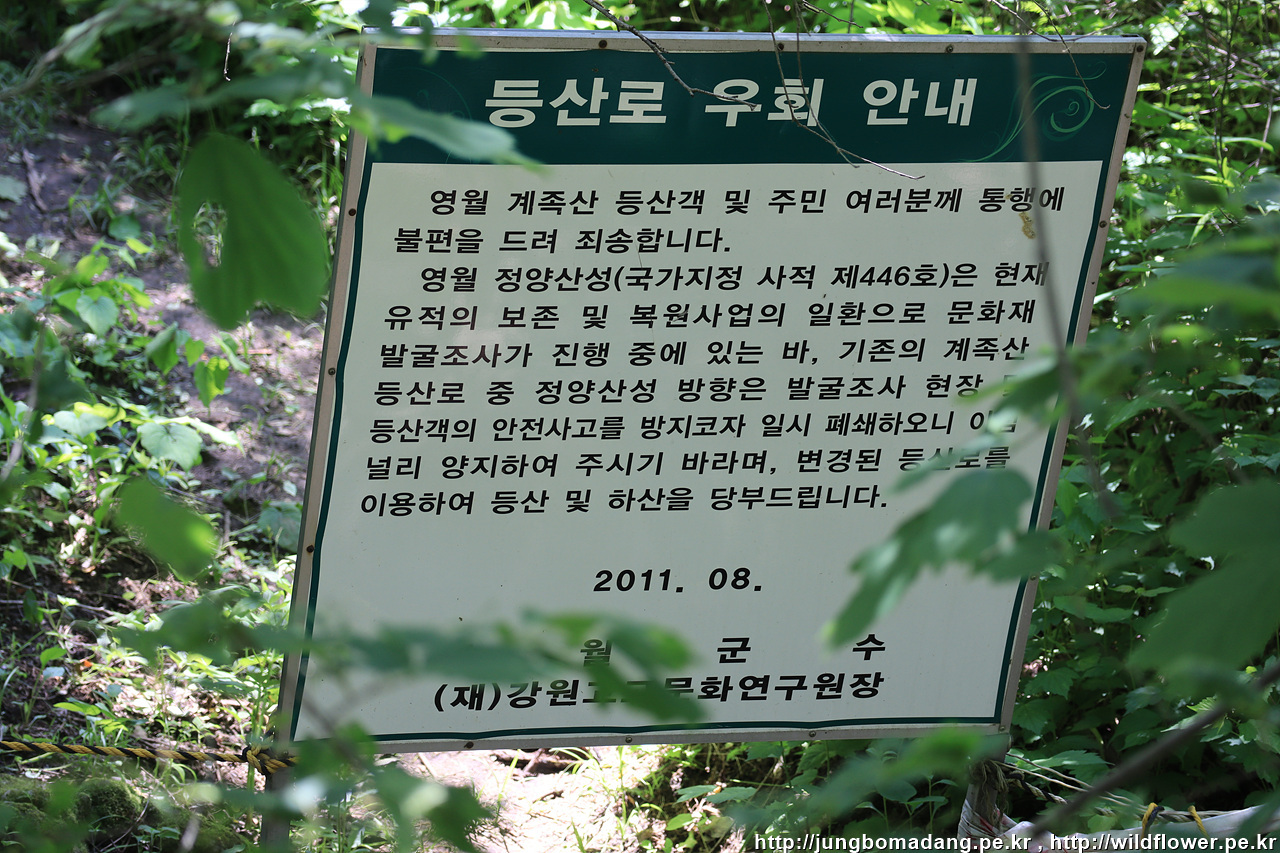 등산로 우회 안내
영월 계족산 등산객 및 주민 여러분께 통행에
불편을 드려 죄송합니다.
영월 정양산성(국가지정 사적 제446호)은 현재
유적의 보존 및 복원사업의 일환으로 문화재
발굴조사가 진행 중에 있는 바, 기존의 계족산
등산로 중 정양산성 방향은 발굴조사 현장
등산객의 안전사고를 방지코자 일시 폐쇄하오니
널리 양지하여 주시기 바라며, 변경된 등산로를
이용하여 등산 및 하산을 당부드립니다.
2011. 08.
월 군 수
http://jungbomadang.pe.kr , http://wildflower.pe.kr